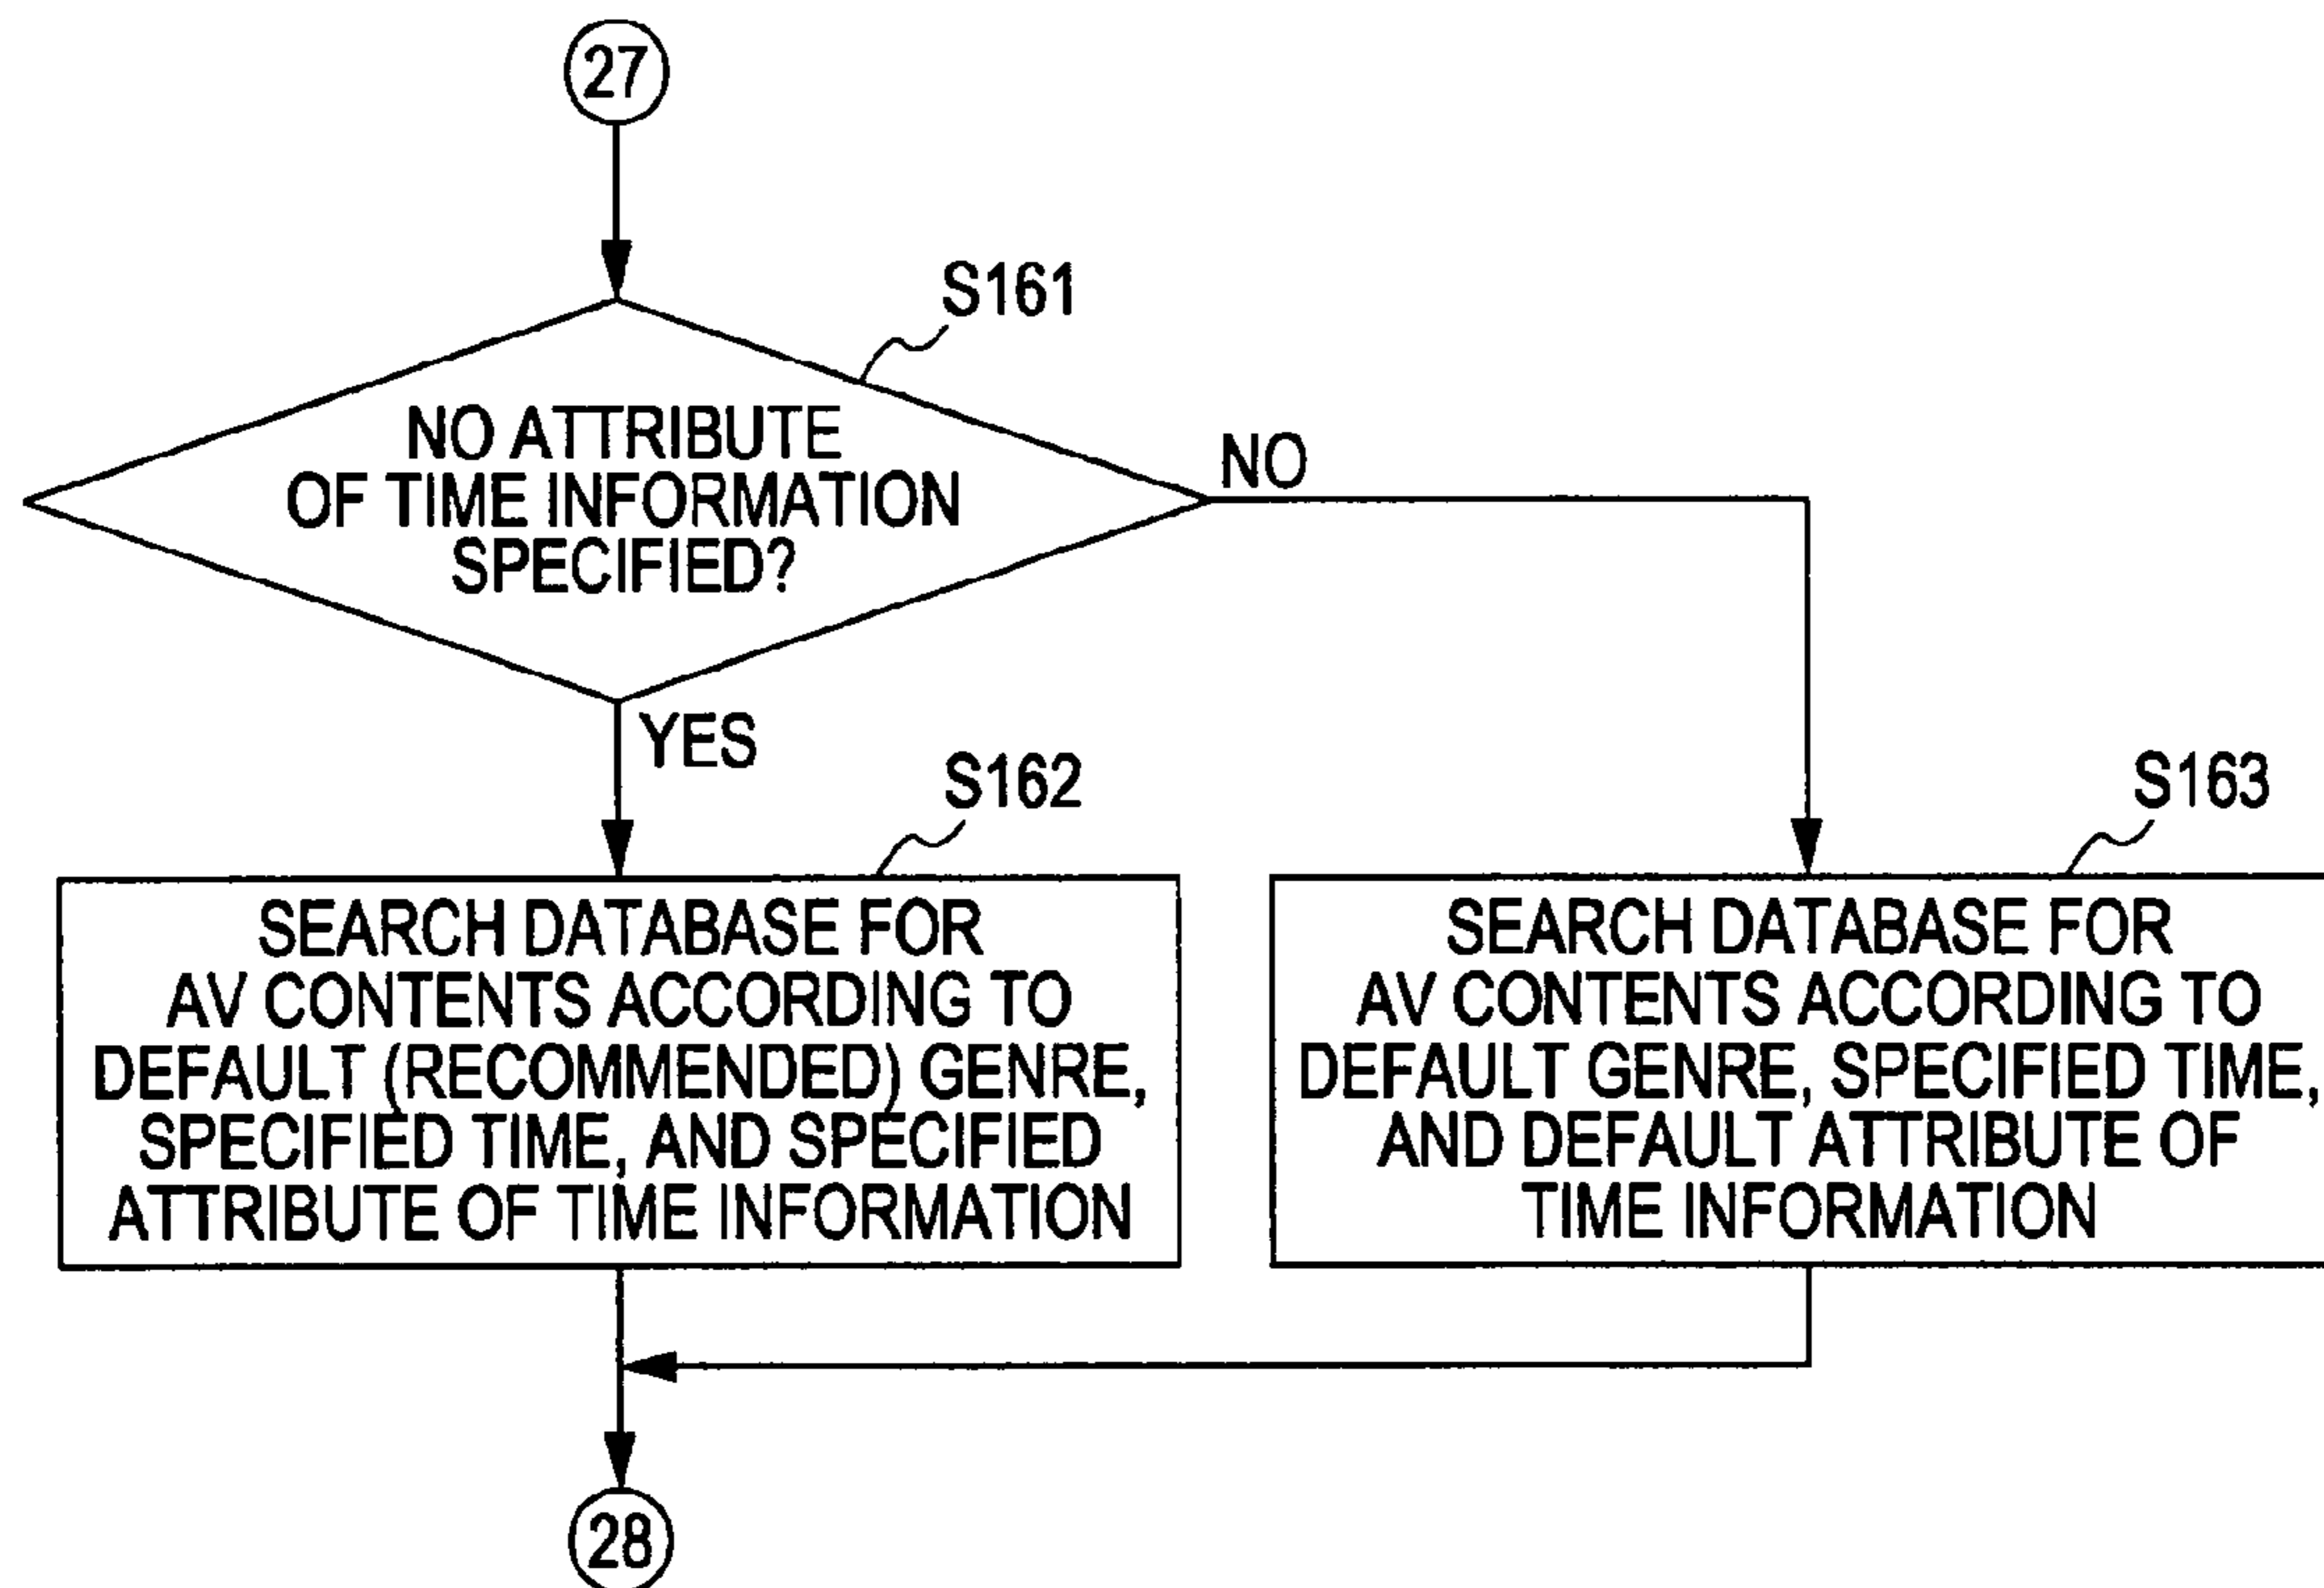 27
S161
NO ATTRIBUTE
OF TIME INFORMATION
SPECIFIED?
NO
YES
S162
SEARCH DATABASE FOR
AV CONTENTS ACCORDING TO
DEFAULT (RECOMMENDED) GENRE,
SPECIFIED TIME, AND SPECIFIED
ATTRIBUTE OF TIME INFORMATION
S163
SEARCH DATABASE FOR
AV CONTENTS ACCORDING TO
DEFAULT GENRE, SPECIFIED TIME,
AND DEFAULT ATTRIBUTE OF
TIME INFORMATION
28